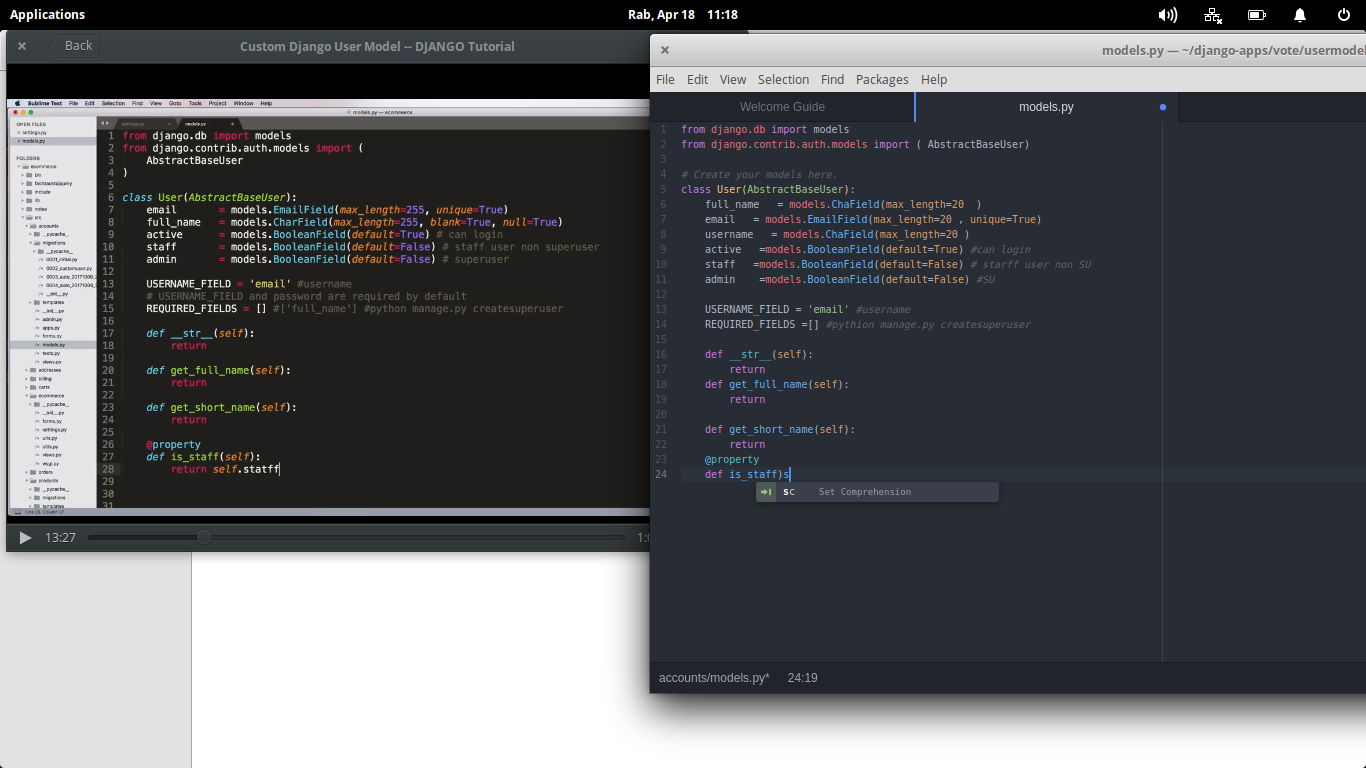 Applications
Rab, Apr 18 11:18
Back
Custom Django User Model -- DJANGO Tutorial
Sublime Text File Edit Selection Find View Goto Tools Project Window Help
models.py — ecommerce
OPEN FILES
settings.py
models.py
FOLDERS
ecommerce
bin
include
lib
notes
src
accounts
__pycache__
migrations
__pycache__
0001_initial.py
0002_customuser.py
__init__.py
templates
__init__.py
admin.py
apps.py
forms.py
models.py
tests.py
views.py
addresses
billing
carts
ecommerce
__pycache__
__init__.py
forms.py
settings.py
urls.py
utils.py
views.py
wsgi.py
orders
products
__pycache__
migrations
templates
settings.py
models.py
1 from django.db import models
2 from django.contrib.auth.models import (
3 AbstractBaseUser
4 )
5
6 class User(AbstractBaseUser):
7 email = models.EmailField(max_length=255, unique=True)
8 full_name = models.CharField(max_length=255, blank=True, null=True)
9 active = models.BooleanField(default=True) # can login
10 staff = models.BooleanField(default=False) # staff user non superuser
11 admin = models.BooleanField(default=False) # superuser
12
13 USERNAME_FIELD = 'email' #username
14 # USERNAME_FIELD and password are required by default
15 REQUIRED_FIELDS = [] #['full_name'] #python manage.py createsuperuser
16
17 def __str__(self):
18 return
19
20 def get_full_name(self):
21 return
22
23 def get_short_name(self):
24 return
25
26 @property
27 def is_staff(self):
28 return self.statff
29
30
31
Line 28, Column 27
13:27
1:0
models.py — ~/django-apps/vote/usermodel
File Edit View Selection Find Packages Help
Welcome Guide
models.py
1 from django.db import models
2 from django.contrib.auth.models import ( AbstractBaseUser)
3
4 # Create your models here.
5 class User(AbstractBaseUser):
6 full_name = models.ChaField(max_length=20 )
7 email = models.EmailField(max_length=20 , unique=True)
8 username = models.ChaField(max_length=20 )
9 active =models.BooleanField(default=True) #can login
10 staff =models.BooleanField(default=False) # starff user non SU
11 admin =models.BooleanField(default=False) #SU
12
13 USERNAME_FIELD = 'email' #username
14 REQUIRED_FIELDS =[] #pythion manage.py createsuperuser
15
16 def __str__(self):
17 return
18 def get_full_name(self):
19 return
20
21 def get_short_name(self):
22 return
23 @property
24 def is_staff)s
sc Set Comprehension
accounts/models.py* 24:19